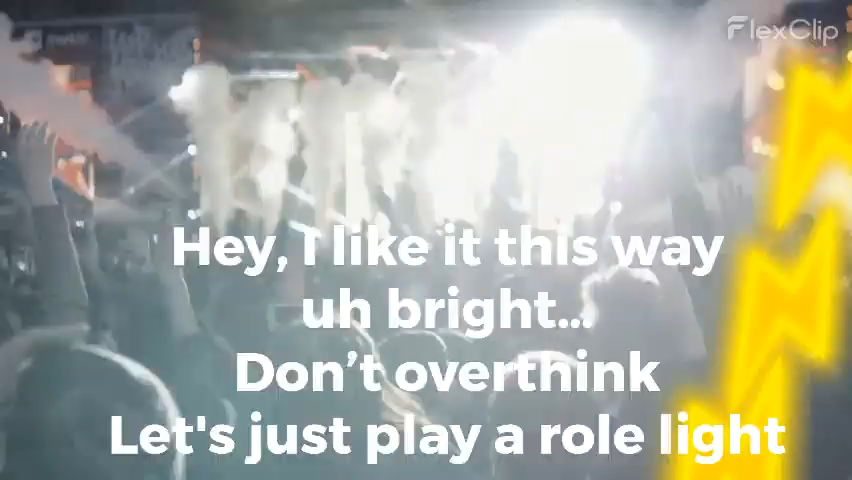 FlexClip
Hey, I like it this way
uh bright...
Don’t overthink
Let's just play a role light